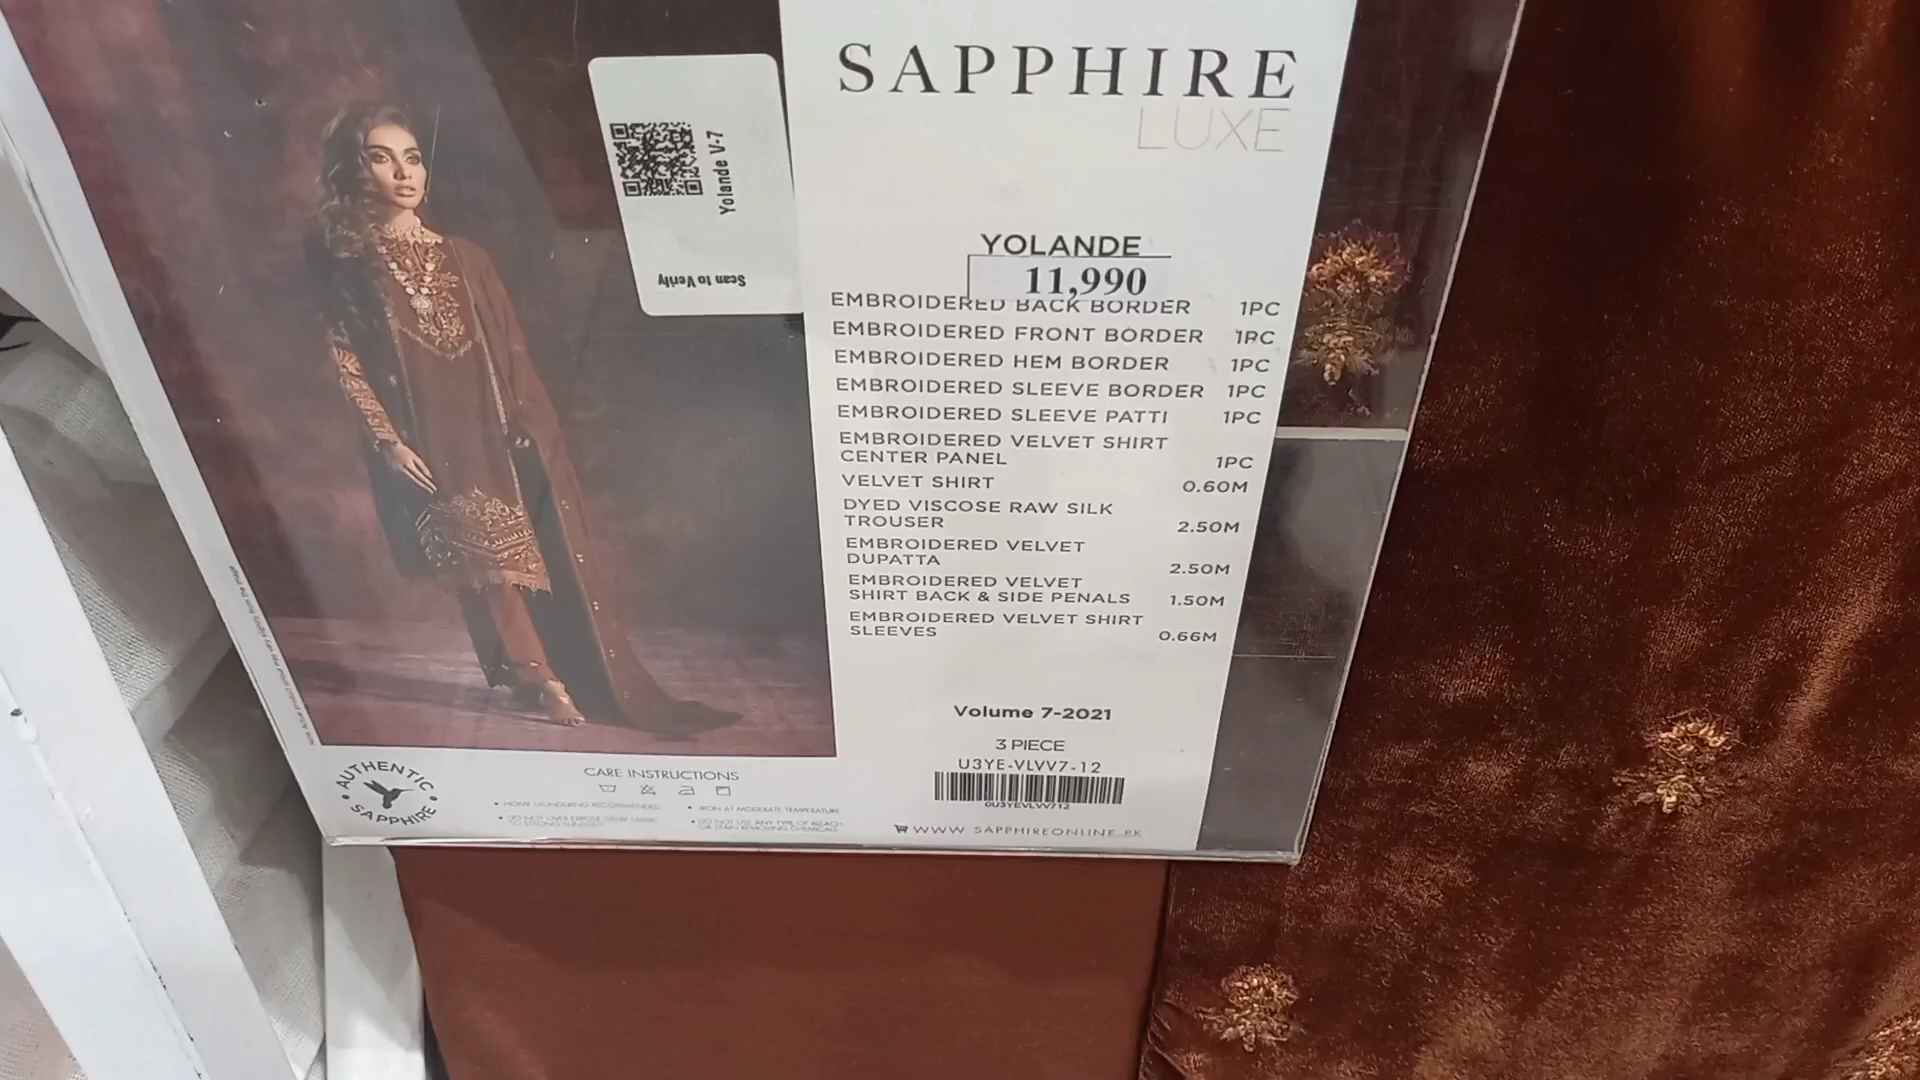 SAPPHIRE
LUXE
Yolande V-7
Scan to Verify
YOLANDE
11,990
EMBROIDERED BACK BORDER 1PC
EMBROIDERED FRONT BORDER 1PC
EMBROIDERED HEM BORDER 1PC
EMBROIDERED SLEEVE BORDER 1PC
EMBROIDERED SLEEVE PATTI 1PC
EMBROIDERED VELVET SHIRT
CENTER PANEL 1PC
VELVET SHIRT 0.60M
DYED VISCOSE RAW SILK
TROUSER 2.50M
EMBROIDERED VELVET
DUPATTA 2.50M
EMBROIDERED VELVET
SHIRT BACK & SIDE PENALS 1.50M
EMBROIDERED VELVET SHIRT
SLEEVES 0.66M
Volume 7-2021
3 PIECE
U3YE-VLVV7-12
0U3YEVLVV712
WWW SAPPHIREONLINE.PK
AUTHENTIC
SAPPHIRE
CARE INSTRUCTIONS
• HOME LAUNDERING RECOMMENDED
• IRON AT MODERATE TEMPERATURE
• DO NOT USE ANY TYPE OF BLEACH
OR STAIN REMOVING CHEMICALS